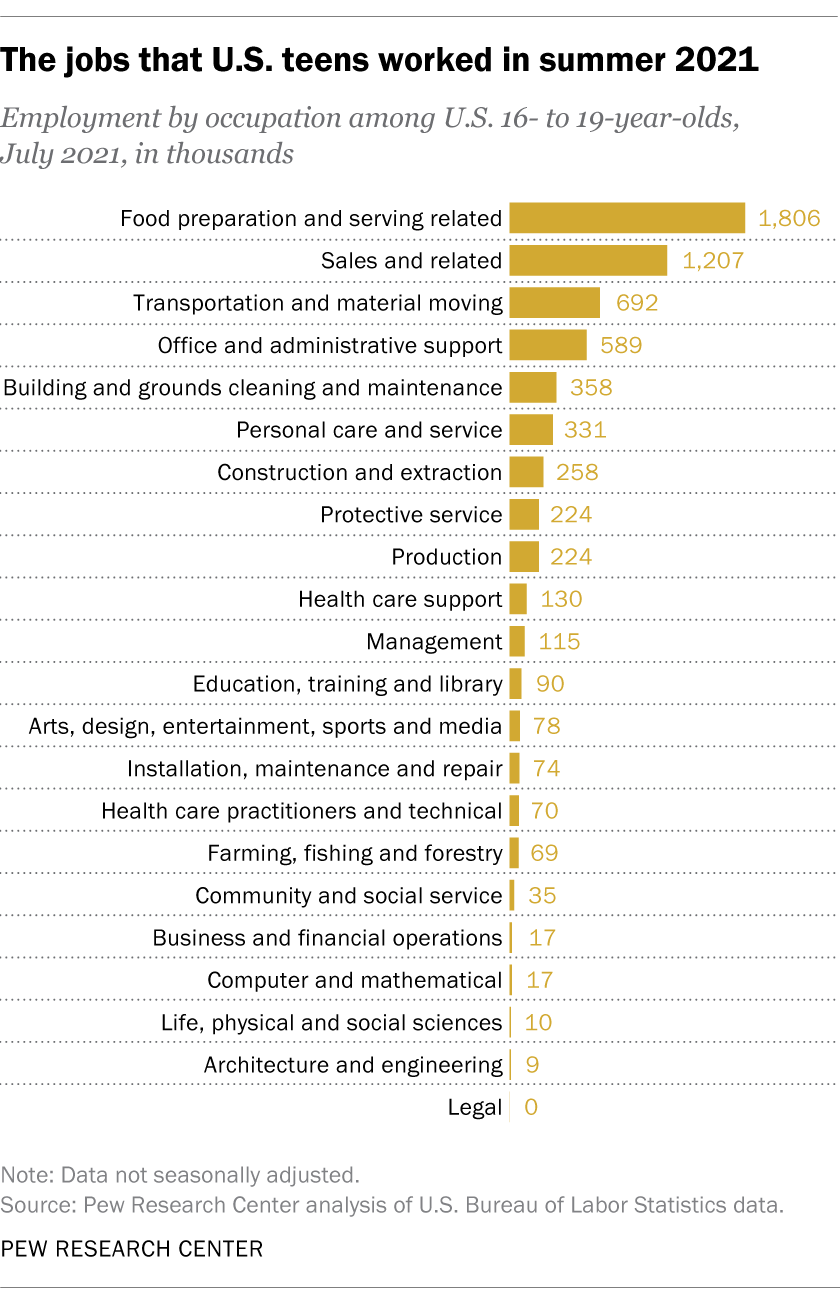 The jobs that U.S. teens worked in summer 2021
Employment by occupation among U.S. 16- to 19-year-olds,
July 2021, in thousands
Food preparation and serving related 1,806
Sales and related 1,207
Transportation and material moving 692
Office and administrative support 589
Building and grounds cleaning and maintenance 358
Personal care and service 331
Construction and extraction 258
Protective service 224
Production 224
Health care support 130
Management 115
Education, training and library 90
Arts, design, entertainment, sports and media 78
Installation, maintenance and repair 74
Health care practitioners and technical 70
Farming, fishing and forestry 69
Community and social service 35
Business and financial operations 17
Computer and mathematical 17
Life, physical and social sciences 10
Architecture and engineering 9
Legal 0
Note: Data not seasonally adjusted.
Source: Pew Research Center analysis of U.S. Bureau of Labor Statistics data.
PEW RESEARCH CENTER